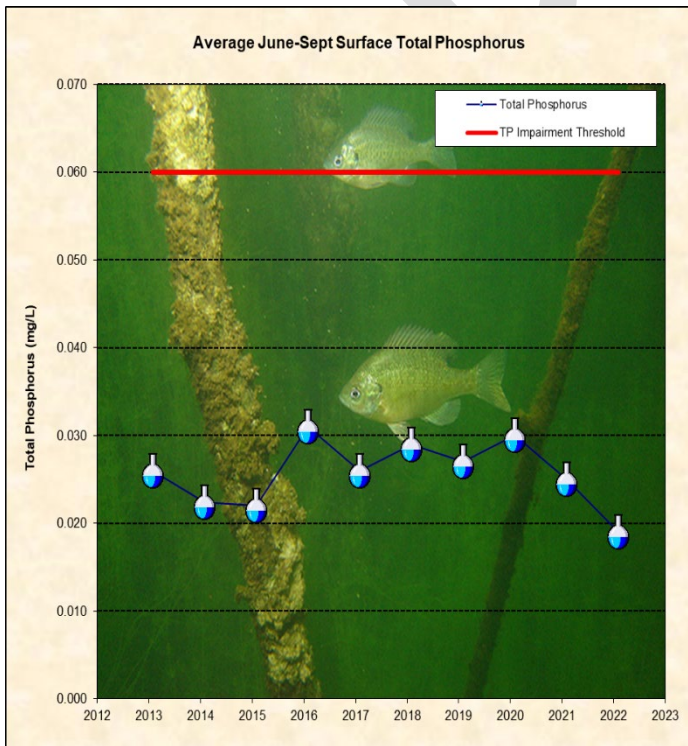 Average June-Sept Surface Total Phosphorus
Total Phosphorus
TP Impairment Threshold
Total Phosphorus (mg/L)
0.070
0.060
0.050
0.040
0.030
0.020
0.010
0.000
2012 2013 2014 2015 2016 2017 2018 2019 2020 2021 2022 2023